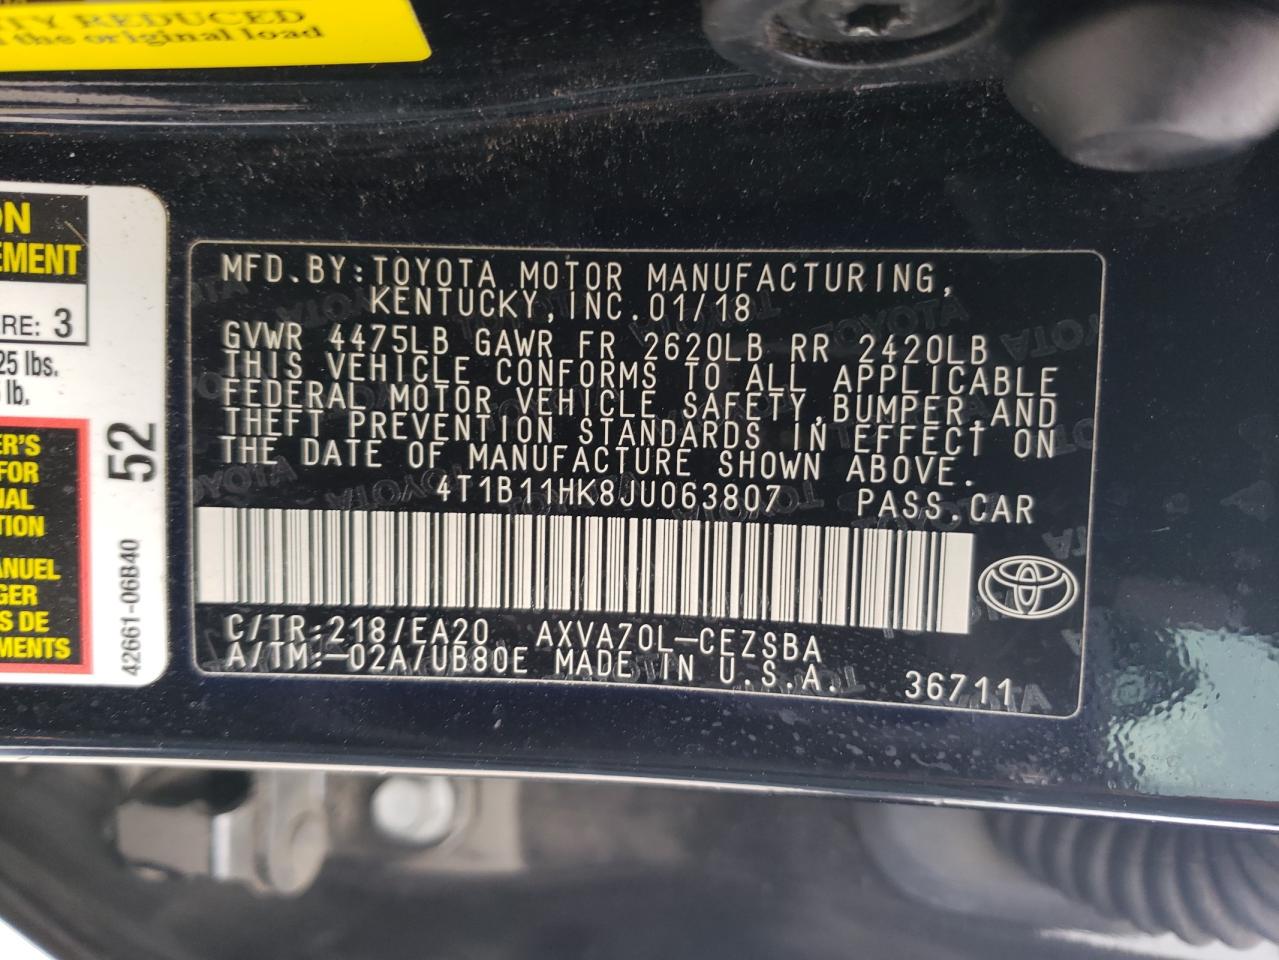 TY REDUCED
the original load
ON
EMENT
RE: 3
25 lbs.
lb.
ER'S
FOR
NAL
TION
ANUEL
GER
S DE
MENTS
52
42661-06B40
MFD.BY:TOYOTA MOTOR MANUFACTURING,
KENTUCKY,INC.01/18
GVWR 4475LB GAWR FR 2620LB RR 2420LB
THIS VEHICLE CONFORMS TO ALL APPLICABLE
FEDERAL MOTOR VEHICLE SAFETY,BUMPER,AND
THEFT PREVENTION STANDARDS IN EFFECT ON
THE DATE OF MANUFACTURE SHOWN ABOVE.
4T1B11HK8JU063807 PASS.CAR
C/TR:218/EA20 AXVA70L-CEZSBA
A/TM:-02A/UB80E MADE IN U.S.A. 36711